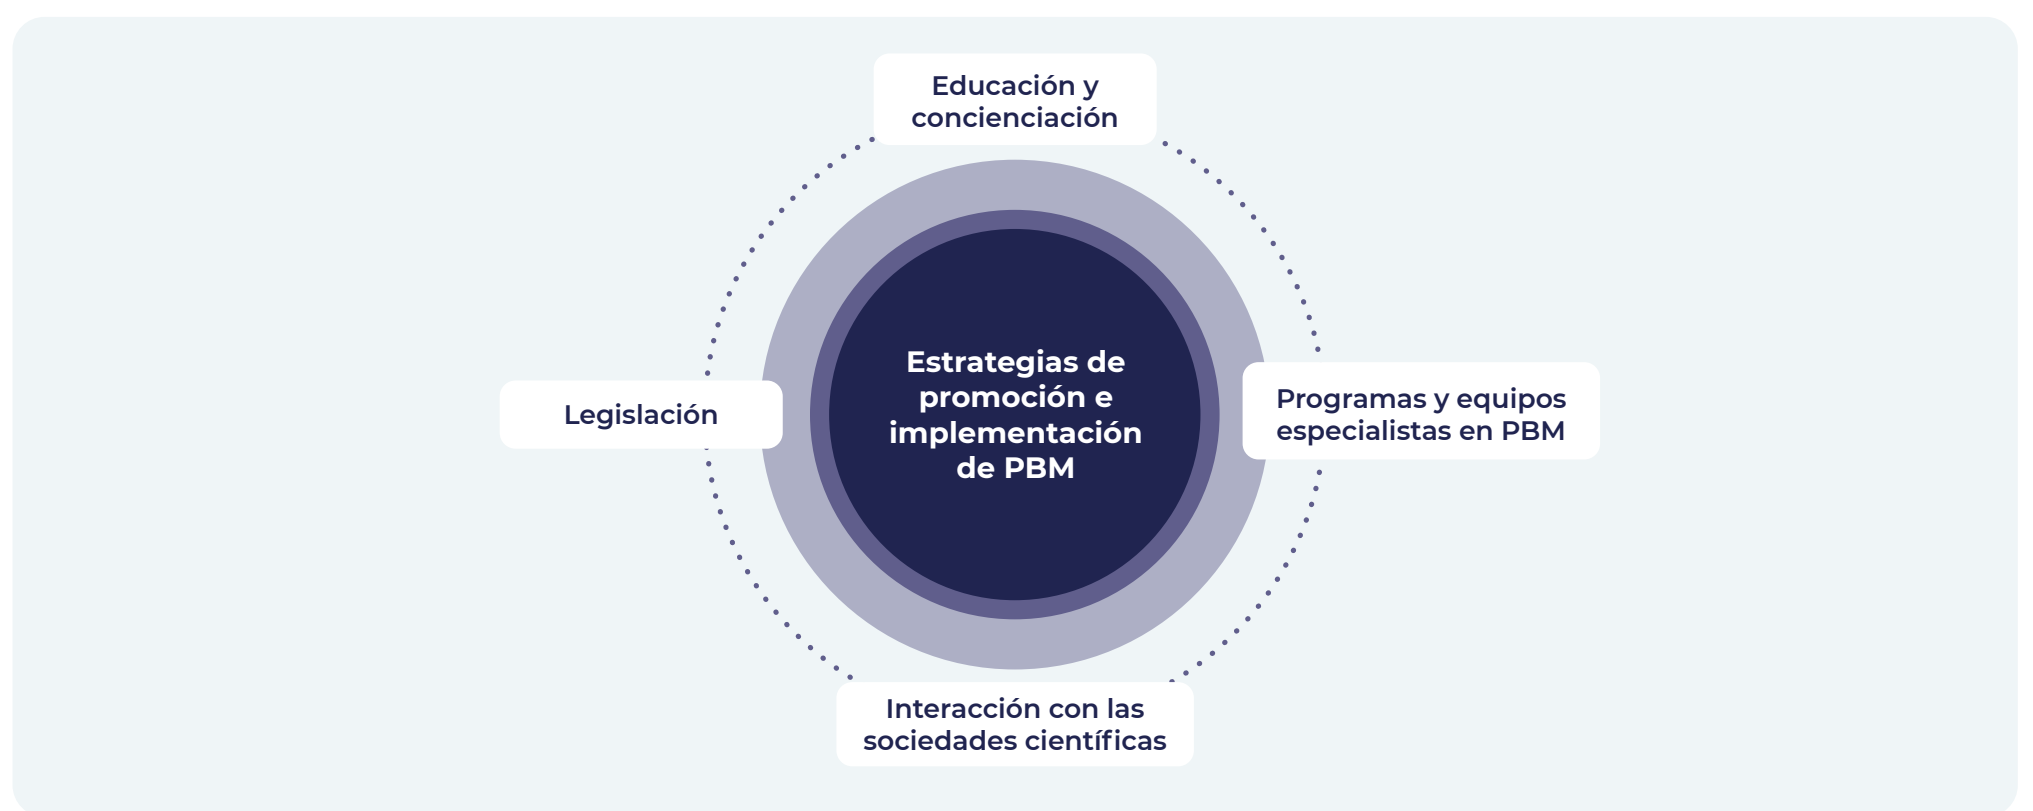 Educación y
concienciación
Legislación
Estrategias de
promoción e
implementación
de PBM
Programas y equipos
especialistas en PBM
Interacción con las
sociedades científicas